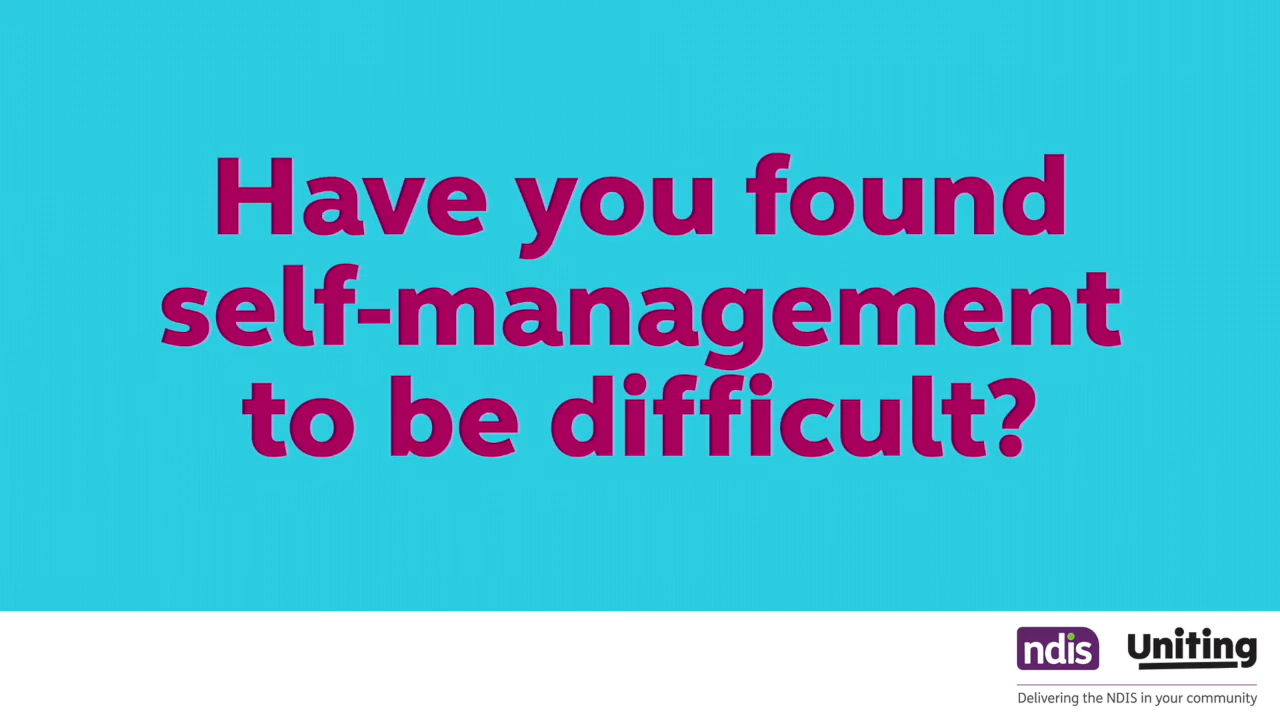 Have you found
self-management
to be difficult?
ndis Uniting
Delivering the NDIS in your community